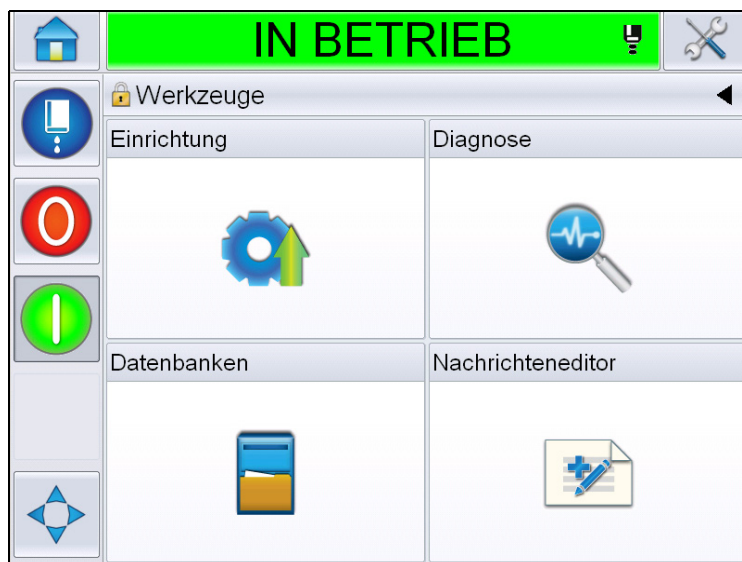 IN BETRIEB
Werkzeuge
Einrichtung
Diagnose
Datenbanken
Nachrichteneditor